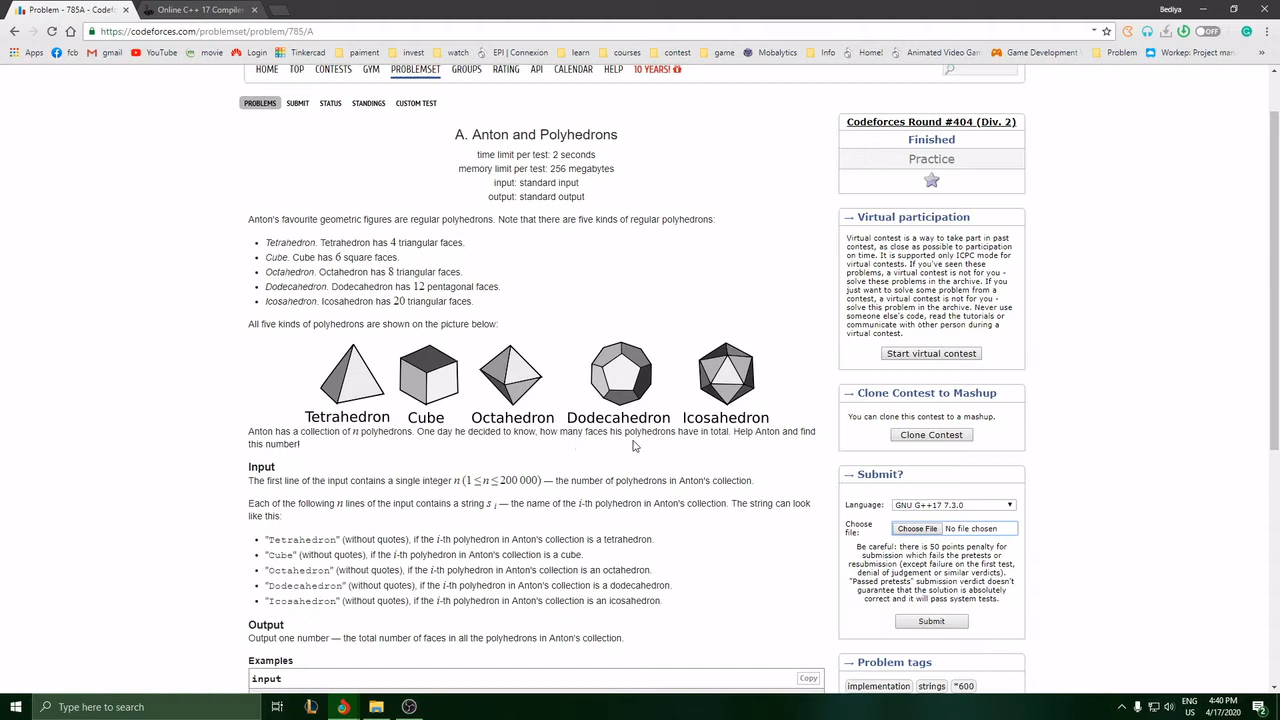 Problem - 785A - Codef
Online C++ 17 Compiler
Bediya
https://codeforces.com/problemset/problem/785/A
OFF
Apps
fac
gmail
YouTube
movie
Login
Tinkercad
paiment
invest
watch
EPI | Connexion
learn
courses
contest
game
Mobalytics
Info
Home!
Animated Video Gam
Game Development
Problem
Workep: Project man
HOME TOP CONTESTS GYM PROBLEMSET GROUPS RATING API CALENDAR HELP 10 YEARS!
PROBLEMS SUBMIT STATUS STANDINGS CUSTOM TEST
A. Anton and Polyhedrons
time limit per test: 2 seconds
memory limit per test: 256 megabytes
input: standard input
output: standard output
Anton's favourite geometric figures are regular polyhedrons. Note that there are five kinds of regular polyhedrons:
• Tetrahedron. Tetrahedron has 4 triangular faces.
• Cube. Cube has 6 square faces.
• Octahedron. Octahedron has 8 triangular faces.
• Dodecahedron. Dodecahedron has 12 pentagonal faces.
• Icosahedron. Icosahedron has 20 triangular faces.
All five kinds of polyhedrons are shown on the picture below:
Tetrahedron Cube Octahedron Dodecahedron Icosahedron
Anton has a collection of n polyhedrons. One day he decided to know, how many faces his polyhedrons have in total. Help Anton and find
this number!
Input
The first line of the input contains a single integer n (1 ≤ n ≤ 200 000) — the number of polyhedrons in Anton's collection.
Each of the following n lines of the input contains a string s i — the name of the i-th polyhedron in Anton's collection. The string can look
like this:
• "Tetrahedron" (without quotes), if the i-th polyhedron in Anton's collection is a tetrahedron.
• "Cube" (without quotes), if the i-th polyhedron in Anton's collection is a cube.
• "Octahedron" (without quotes), if the i-th polyhedron in Anton's collection is an octahedron.
• "Dodecahedron" (without quotes), if the i-th polyhedron in Anton's collection is a dodecahedron.
• "Icosahedron" (without quotes), if the i-th polyhedron in Anton's collection is an icosahedron.
Output
Output one number — the total number of faces in all the polyhedrons in Anton's collection.
Examples
input
Copy
Codeforces Round #404 (Div. 2)
Finished
Practice
→ Virtual participation
Virtual contest is a way to take part in past
contest, as close as possible to participation
on time. It is supported only ICPC mode for
virtual contests. If you've seen these
problems, a virtual contest is not for you -
solve these problems in the archive. If you
just want to solve some problem from a
contest, a virtual contest is not for you -
solve this problem in the archive. Never use
someone else's code, read the tutorials or
communicate with other person during a
virtual contest.
Start virtual contest
→ Clone Contest to Mashup
You can clone this contest to a mashup.
Clone Contest
→ Submit?
Language: GNU G++17 7.3.0
Choose
file:
Choose File No file chosen
Be careful: there is 50 points penalty for
submission which fails the pretests or
resubmission (except failure on the first test,
denial of judgement or similar verdicts).
"Passed pretests" submission verdict doesn't
guarantee that the solution is absolutely
correct and it will pass system tests.
Submit
→ Problem tags
implementation strings *600
Type here to search
ENG
US
4:40 PM
4/17/2020
2